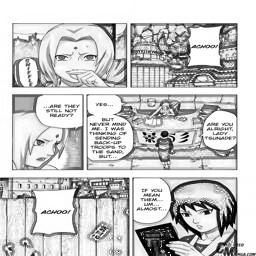 ACHOO!
ARE YOU
ALRIGHT,
LADY
TSUNADE?
YES...
BUT NEVER
MIND ME. I
WAS THINKING
OF SENDING
BACK-UP
TROOPS TO
THE SAND,
BUT...
...ARE THEY
STILL NOT
READY?
IF YOU
MEAN
THEM...
UM..
ALMOST...
ACHOO!